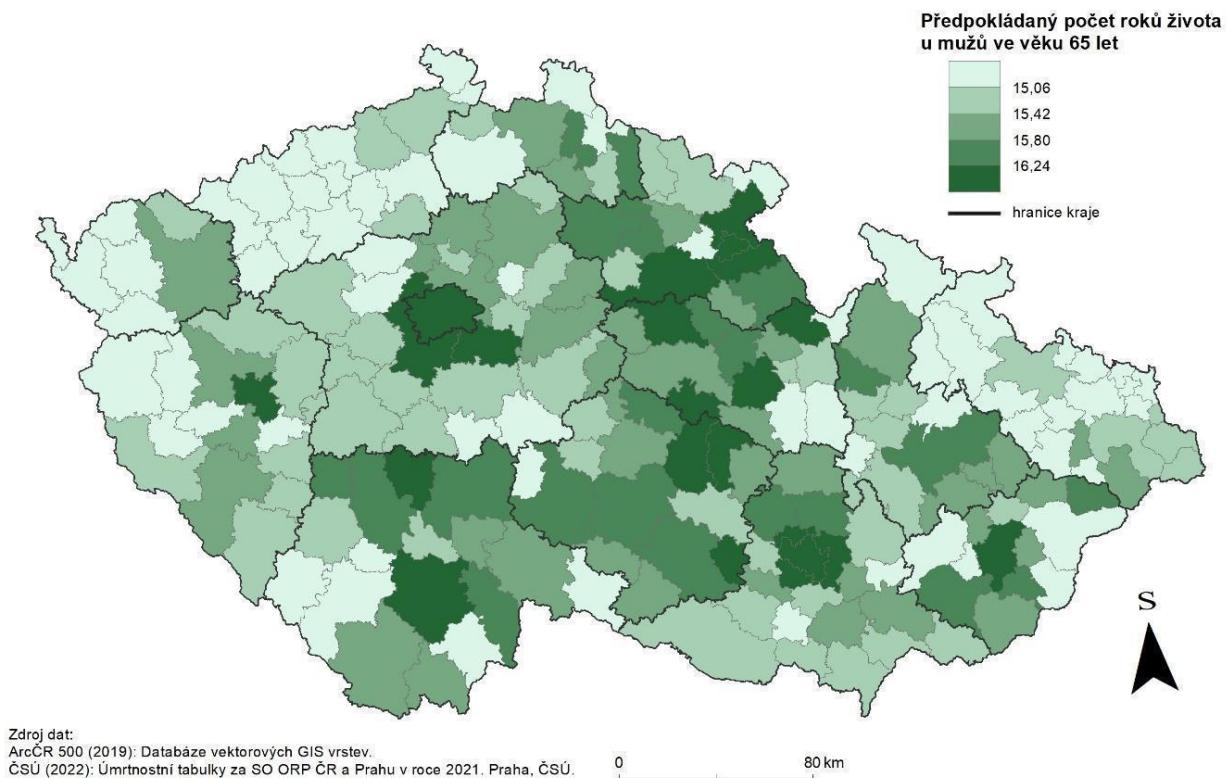 Předpokládaný počet roků života
u mužů ve věku 65 let
15,06
15,42
15,80
16,24
hranice kraje
S
Zdroj dat:
ArcČR 500 (2019): Databáze vektorových GIS vrstev.
ČSÚ (2022): Úmrtnostní tabulky za SO ORP ČR a Prahu v roce 2021. Praha, ČSÚ.
0
80 km